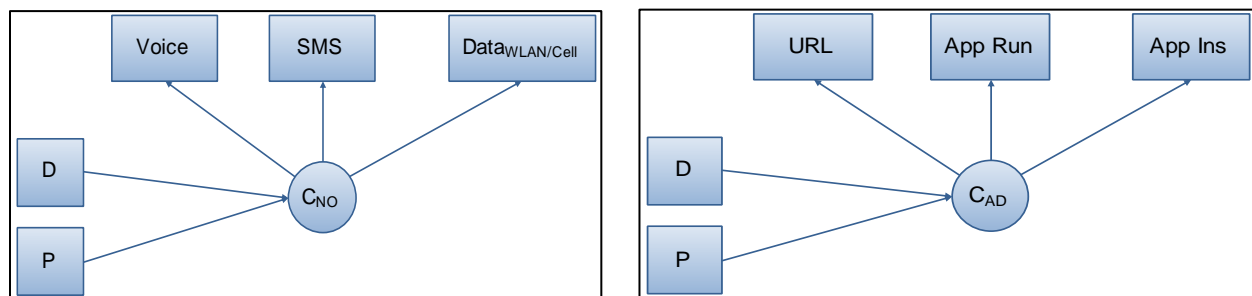 Voice
SMS
DataWLAN/Cell
D
CNO
P
URL
App Run
App Ins
D
CAD
P